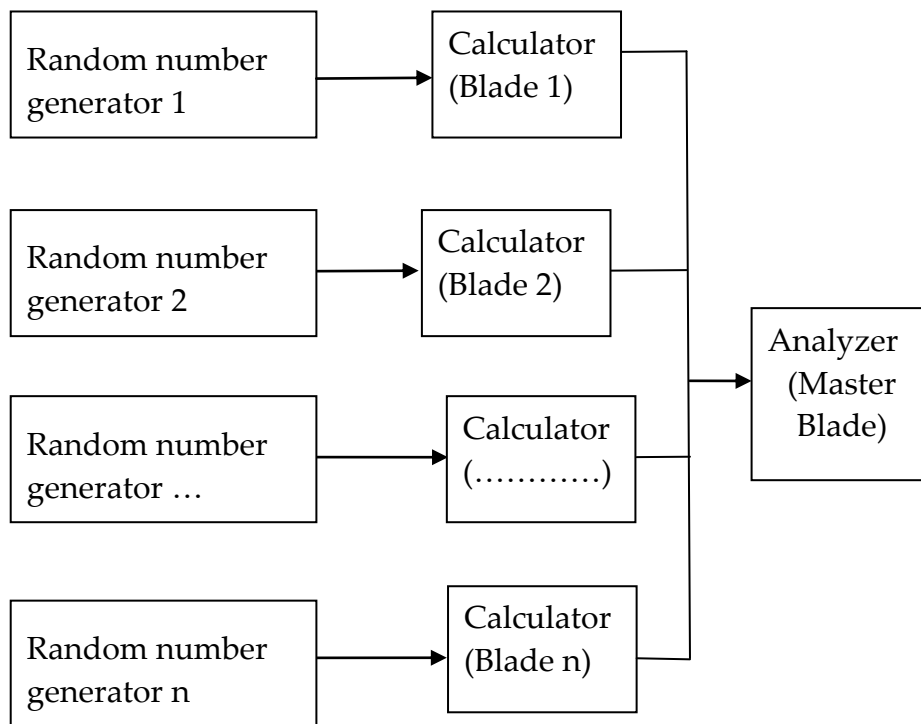 Random number
generator 1
Calculator
(Blade 1)
Random number
generator 2
Calculator
(Blade 2)
Random number
generator …
Calculator
(…………)
Random number
generator n
Calculator
(Blade n)
Analyzer
(Master
Blade)